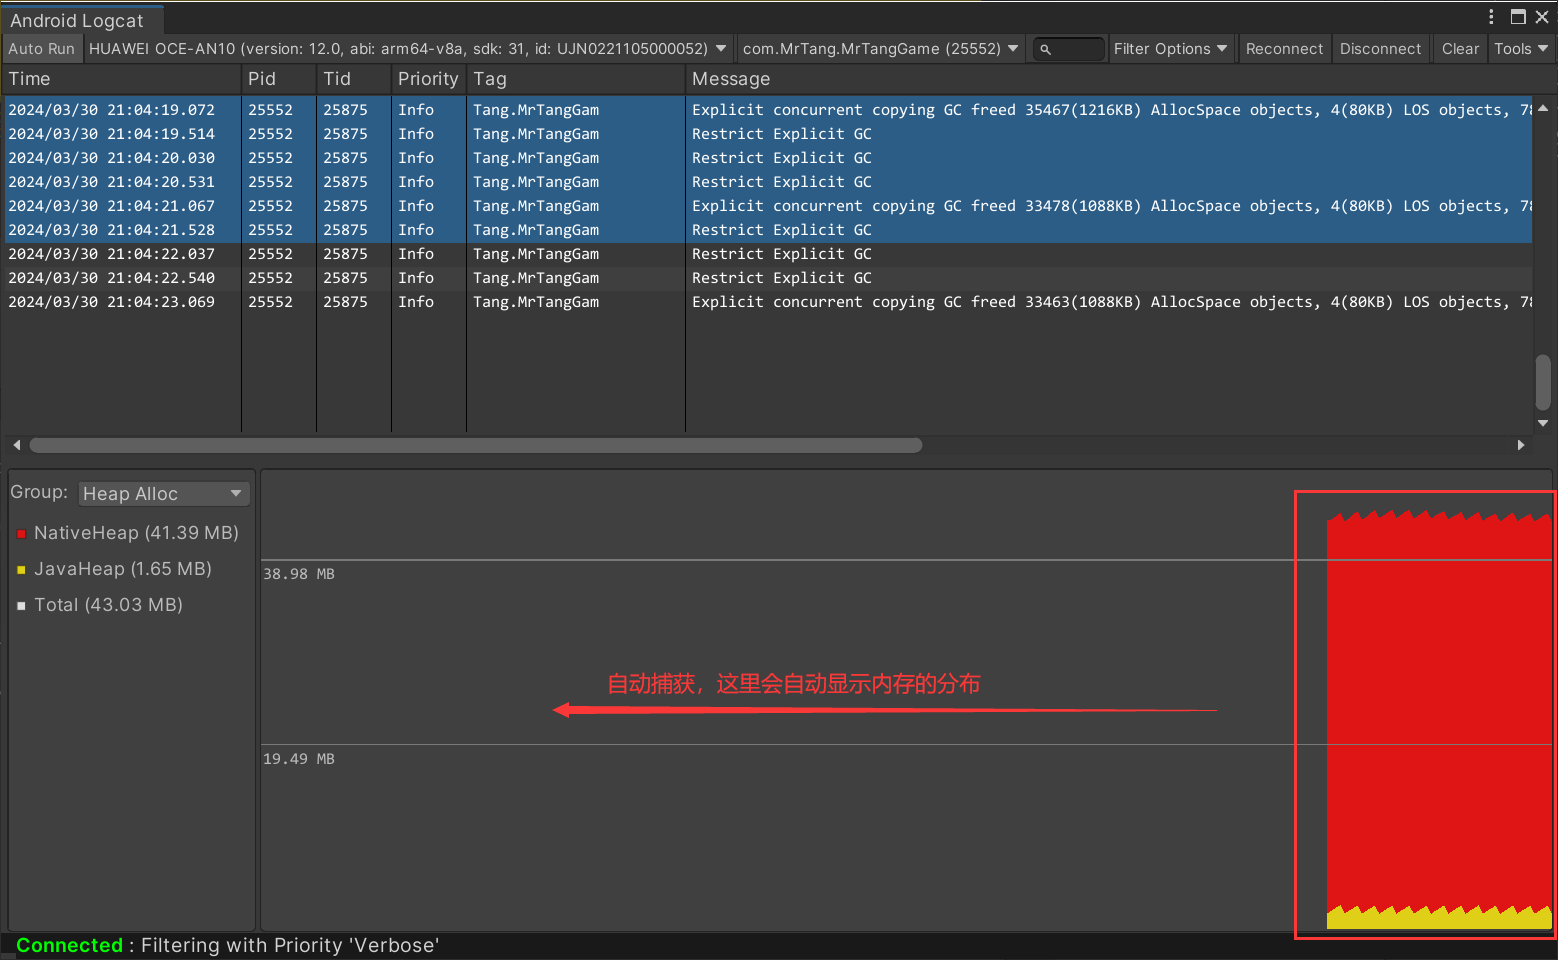 Android Logcat
Auto Run HUAWEI OCE-AN10 (version: 12.0, abi: arm64-v8a, sdk: 31, id: UJN0221105000052) com.MrTang.MrTangGame (25552) Filter Options Reconnect Disconnect Clear Tools
Time Pid Tid Priority Tag Message
2024/03/30 21:04:19.072 25552 25875 Info Tang.MrTangGam Explicit concurrent copying GC freed 35467(1216KB) AllocSpace objects, 4(80KB) LOS objects, 78
2024/03/30 21:04:19.514 25552 25875 Info Tang.MrTangGam Restrict Explicit GC
2024/03/30 21:04:20.030 25552 25875 Info Tang.MrTangGam Restrict Explicit GC
2024/03/30 21:04:20.531 25552 25875 Info Tang.MrTangGam Restrict Explicit GC
2024/03/30 21:04:21.067 25552 25875 Info Tang.MrTangGam Explicit concurrent copying GC freed 33478(1088KB) AllocSpace objects, 4(80KB) LOS objects, 78
2024/03/30 21:04:21.528 25552 25875 Info Tang.MrTangGam Restrict Explicit GC
2024/03/30 21:04:22.037 25552 25875 Info Tang.MrTangGam Restrict Explicit GC
2024/03/30 21:04:22.540 25552 25875 Info Tang.MrTangGam Restrict Explicit GC
2024/03/30 21:04:23.069 25552 25875 Info Tang.MrTangGam Explicit concurrent copying GC freed 33463(1088KB) AllocSpace objects, 4(80KB) LOS objects, 78
Group: Heap Alloc
NativeHeap (41.39 MB)
JavaHeap (1.65 MB)
Total (43.03 MB)
38.98 MB
自动捕获，这里会自动显示内存的分布
19.49 MB
Connected : Filtering with Priority 'Verbose'